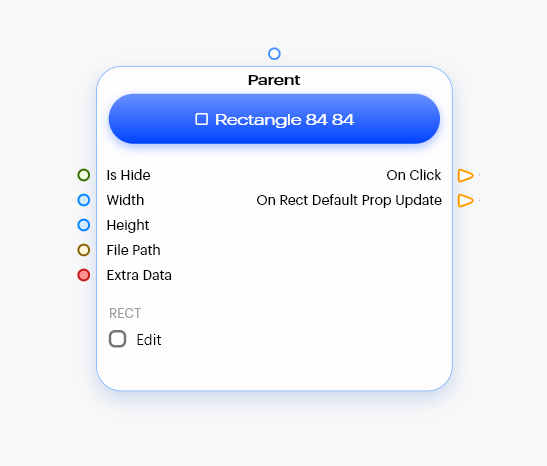 Parent
Rectangle 84 84
Is Hide
On Click
Width
On Rect Default Prop Update
Height
File Path
Extra Data
RECT
Edit